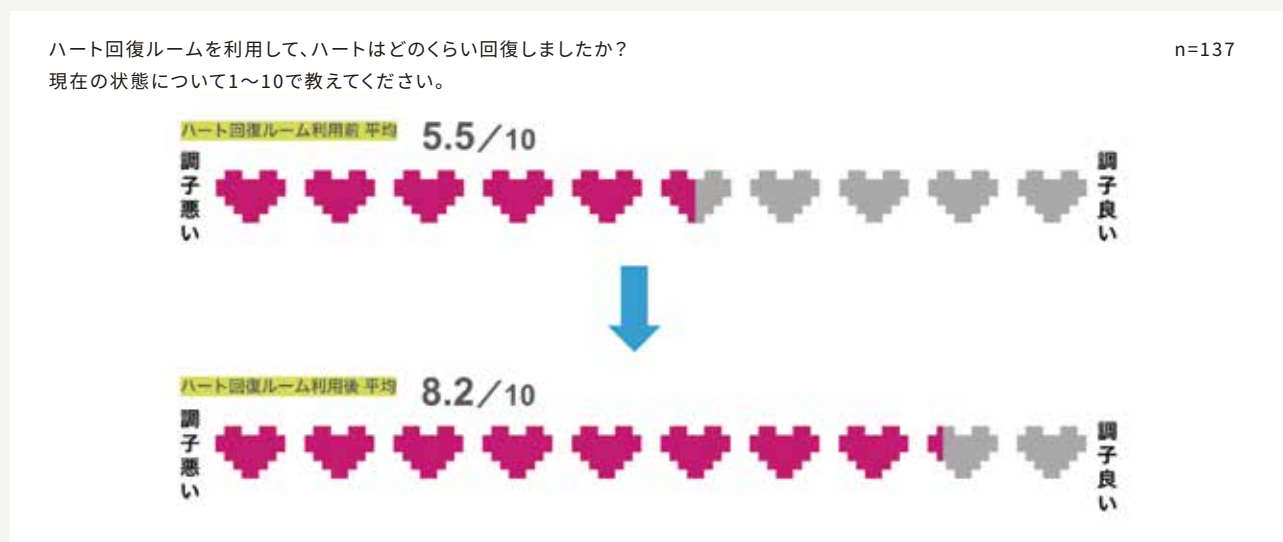 ハート回復ルームを利用して、ハートはどのくらい回復しましたか?
n=137
現在の状態について1〜10で教えてください。
ハート回復ルーム利用前 平均
5.5/10
調子悪い
調子良い
ハート回復ルーム利用後 平均
8.2/10
調子悪い
調子良い